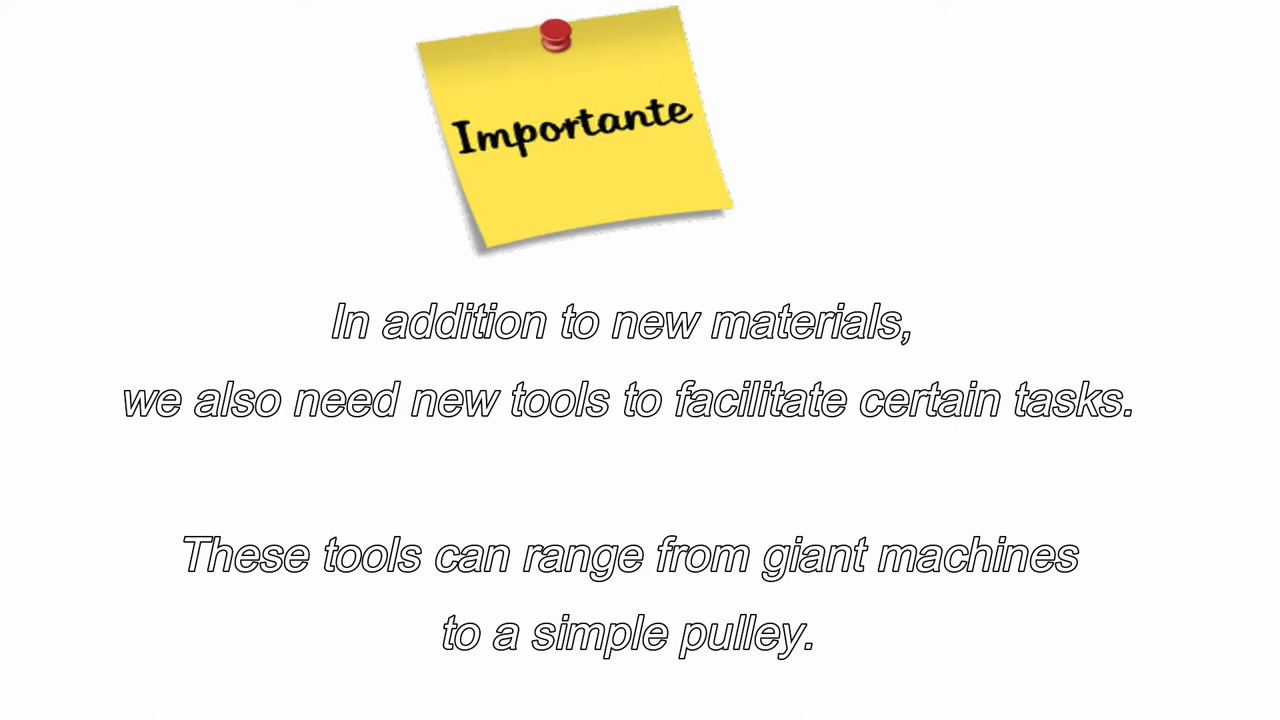 Importante
In addition to new materials,
we also need new tools to facilitate certain tasks.
These tools can range from giant machines
to a simple pulley.